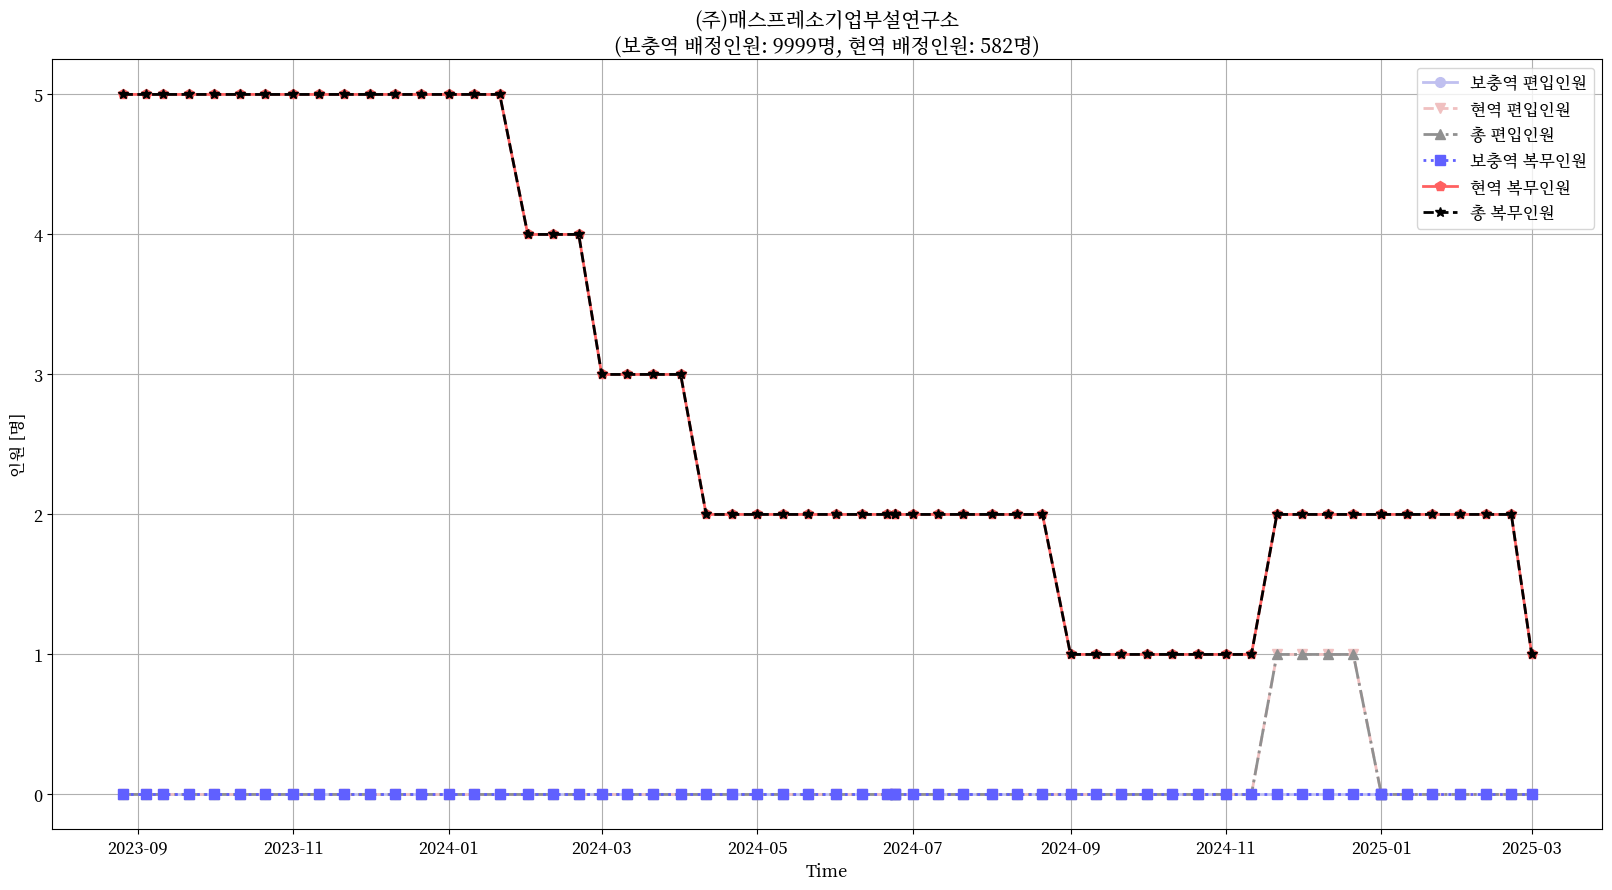 (주)매스프레소기업부설연구소
(보충역 배정인원: 9999명, 현역 배정인원: 582명)
보충역 편입인원
현역 편입인원
총 편입인원
보충역 복무인원
현역 복무인원
총 복무인원
인원 [명]
5
4
3
2
1
0
2023-09 2023-11 2024-01 2024-03 2024-05 2024-07 2024-09 2024-11 2025-01 2025-03
Time